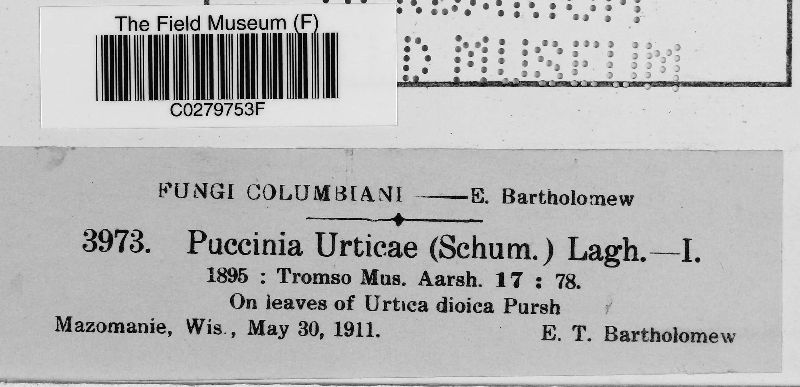 The Field Museum (F)
C0279753F
D MUSEUM
FUNGI COLUMBIANI — E. Bartholomew
3973. Puccinia Urticae (Schum.) Lagh.—I.
1895 : Tromso Mus. Aarsh. 17 : 78.
On leaves of Urtica dioica Pursh
Mazomanie, Wis., May 30, 1911. E. T. Bartholomew